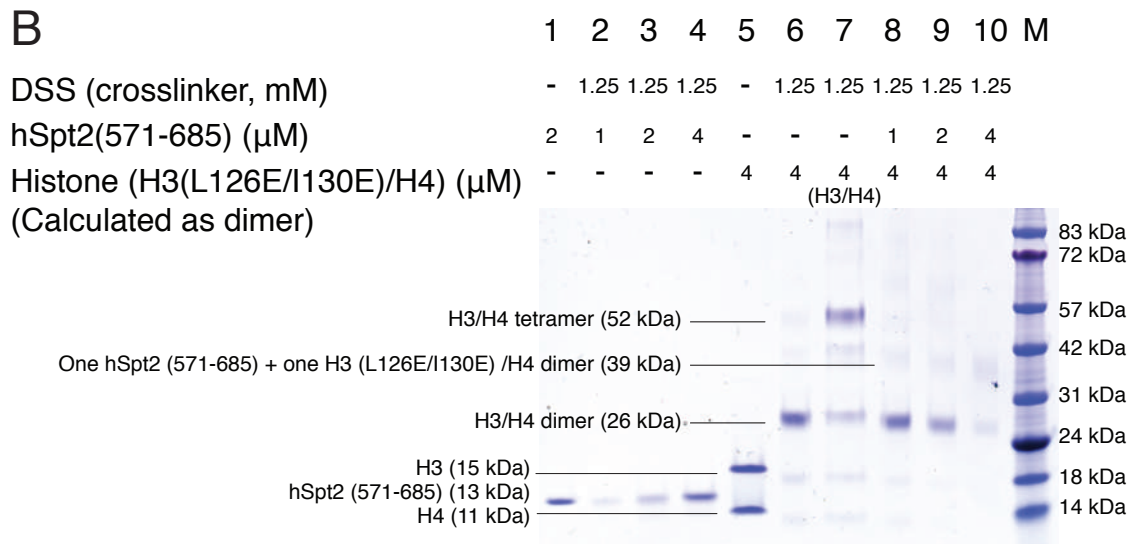 B 1 2 3 4 5 6 7 8 9 10 M
DSS (crosslinker, mM) - 1.25 1.25 1.25 - 1.25 1.25 1.25 1.25 1.25
hSpt2(571-685) (µM) 2 1 2 4 - - - 1 2 4
Histone (H3(L126E/I130E)/H4) (µM) - - - - 4 4 4 4 4 4
(H3/H4)
(Calculated as dimer)
83 kDa
72 kDa
H3/H4 tetramer (52 kDa) 57 kDa
42 kDa
One hSpt2 (571-685) + one H3 (L126E/I130E) /H4 dimer (39 kDa)
31 kDa
H3/H4 dimer (26 kDa)
24 kDa
H3 (15 kDa) 18 kDa
hSpt2 (571-685) (13 kDa)
H4 (11 kDa) 14 kDa